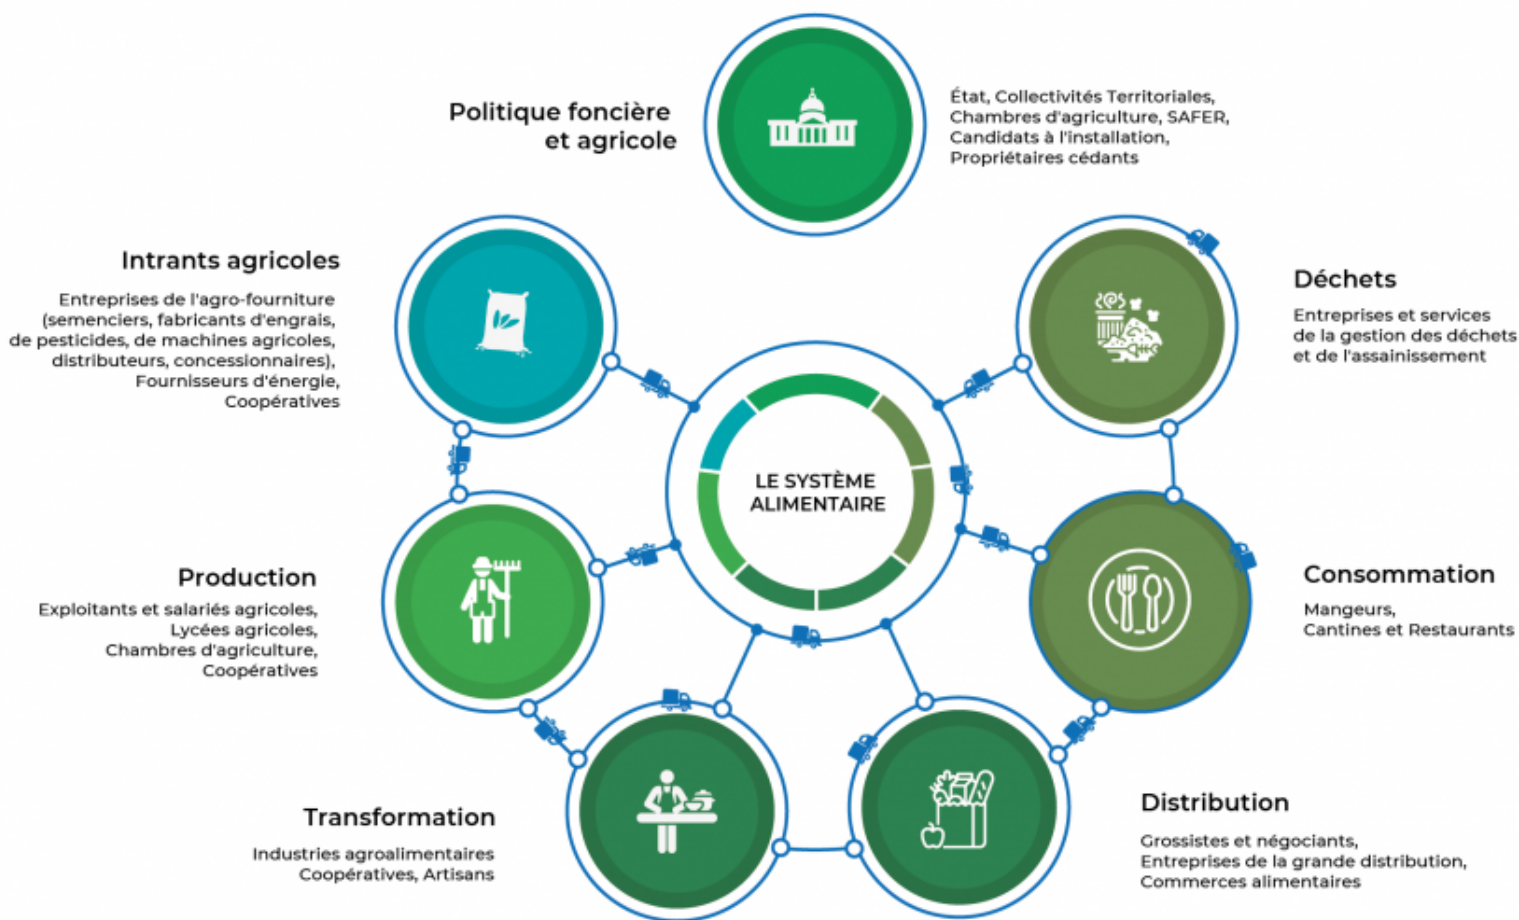 Politique foncière
et agricole
État, Collectivités Territoriales,
Chambres d'agriculture, SAFER,
Candidats à l'installation,
Propriétaires cédants
Intrants agricoles
Entreprises de l'agro-fourniture
(semenciers, fabricants d'engrais,
de pesticides, de machines agricoles,
distributeurs, concessionnaires),
Fournisseurs d'énergie,
Coopératives
Déchets
Entreprises et services
de la gestion des déchets
et de l'assainissement
LE SYSTÈME
ALIMENTAIRE
Production
Exploitants et salariés agricoles,
Lycées agricoles,
Chambres d'agriculture,
Coopératives
Consommation
Mangeurs,
Cantines et Restaurants
Transformation
Industries agroalimentaires
Coopératives, Artisans
Distribution
Grossistes et négociants,
Entreprises de la grande distribution,
Commerces alimentaires